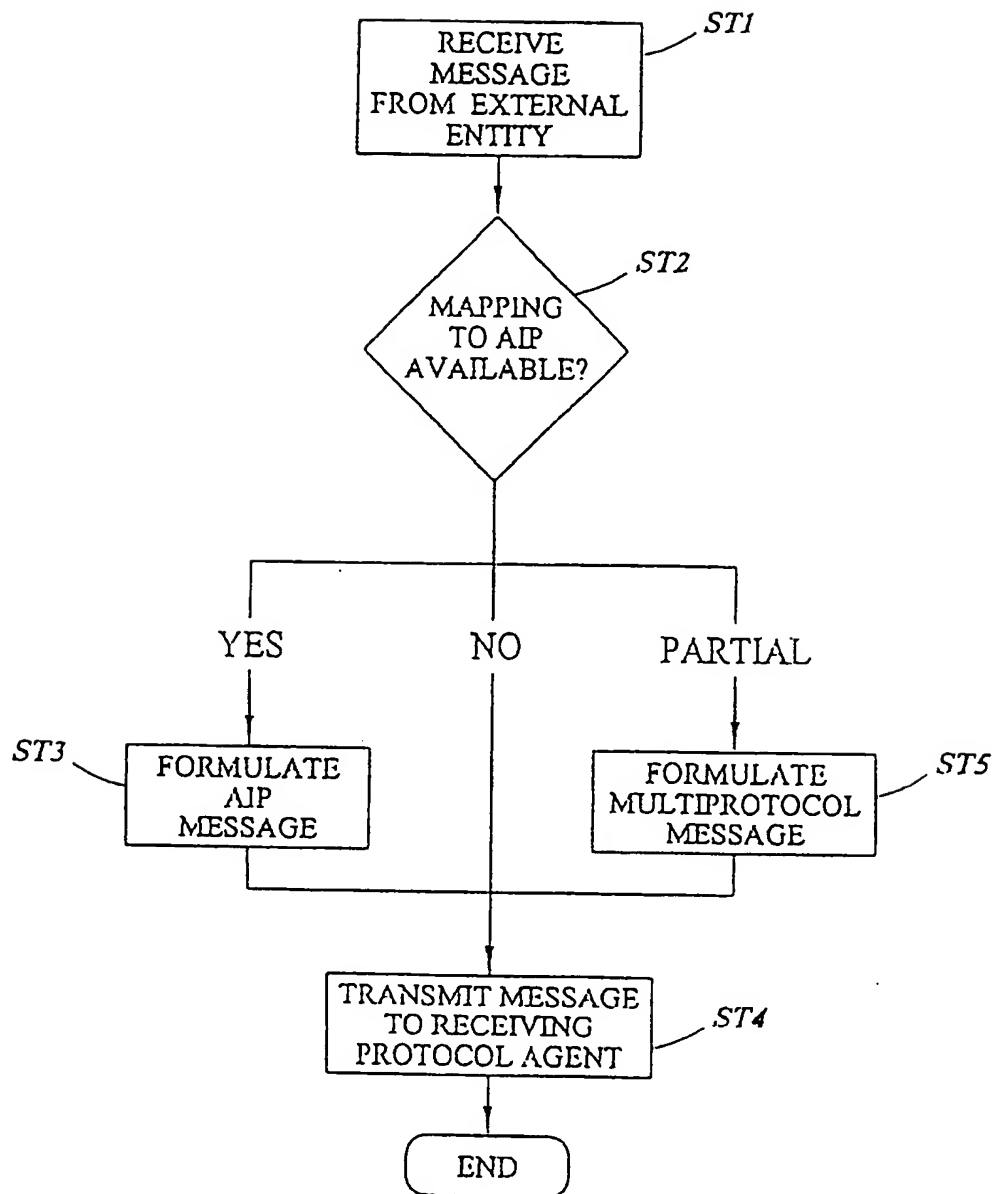 ST1
RECEIVE
MESSAGE
FROM EXTERNAL
ENTITY
ST2
MAPPING
TO AIP
AVAILABLE?
YES
NO
PARTIAL
ST3
FORMULATE
AIP
MESSAGE
FORMULATE
MULTIPROTOCOL
MESSAGE
ST5
TRANSMIT MESSAGE
TO RECEIVING
PROTOCOL AGENT
ST4
END